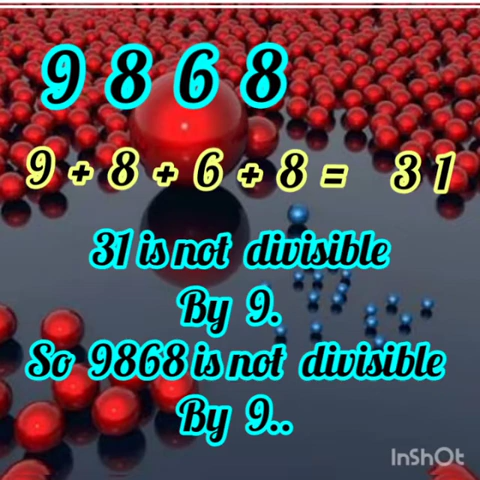 9 8 6 8
9 + 8 + 6 + 8 = 31
31 is not divisible
By 9.
So 9868 is not divisible
By 9..
InShOt